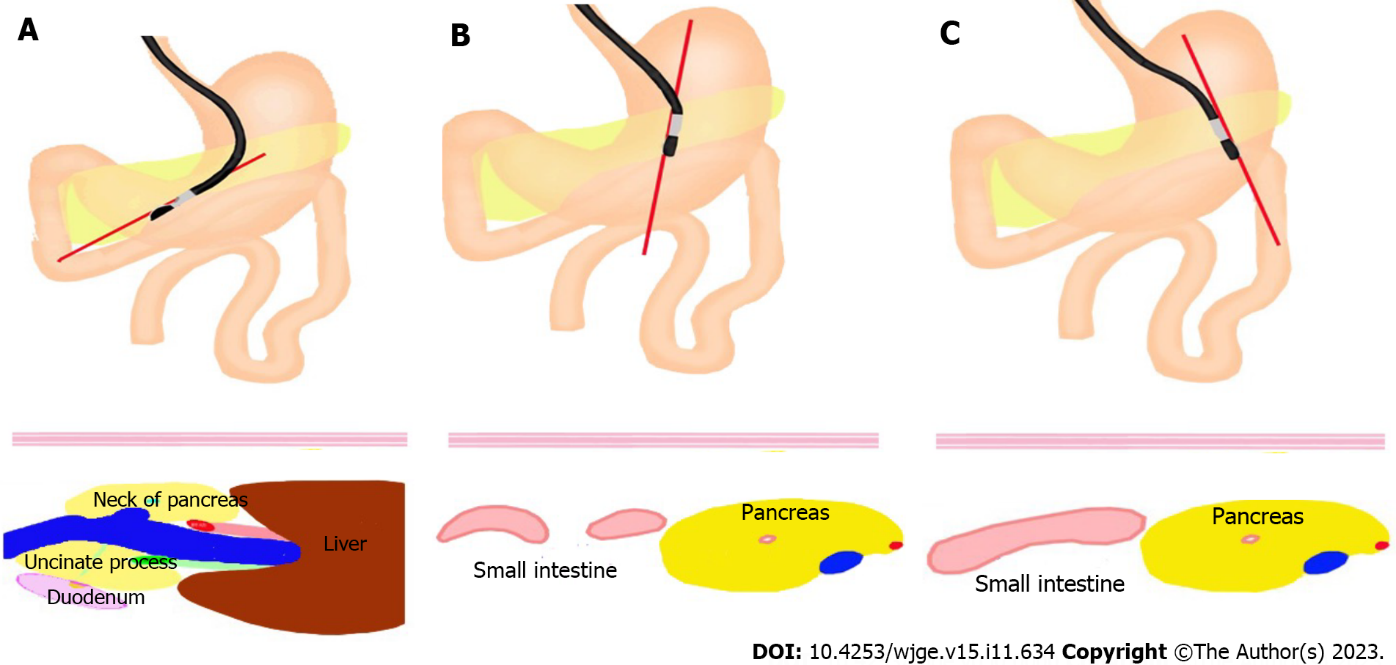 A
B
C
Neck of pancreas
Liver
Uncinate process
Duodenum
Pancreas
Small intestine
Pancreas
Small intestine
DOI: 10.4253/wjge.v15.i11.634 Copyright ©The Author(s) 2023.